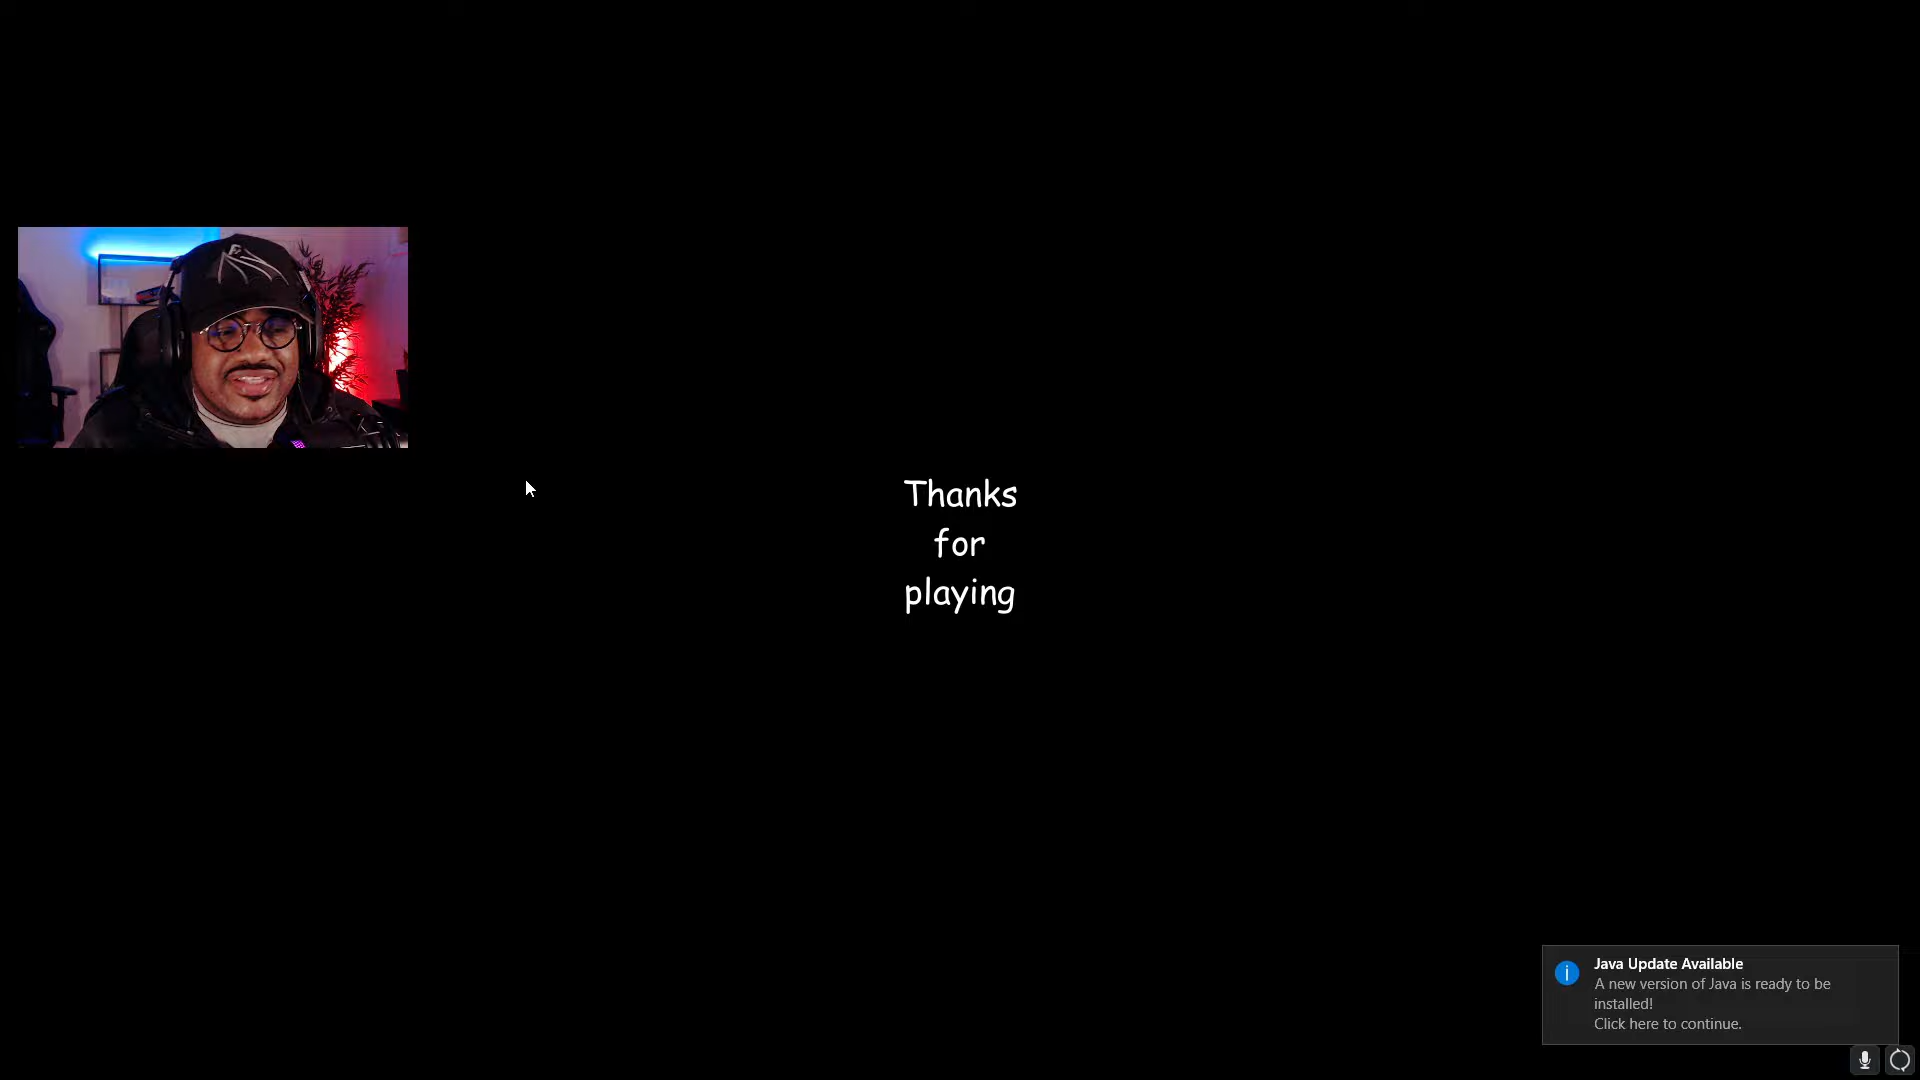 Thanks
for
playing
Java Update Available
A new version of Java is ready to be
installed!
Click here to continue.